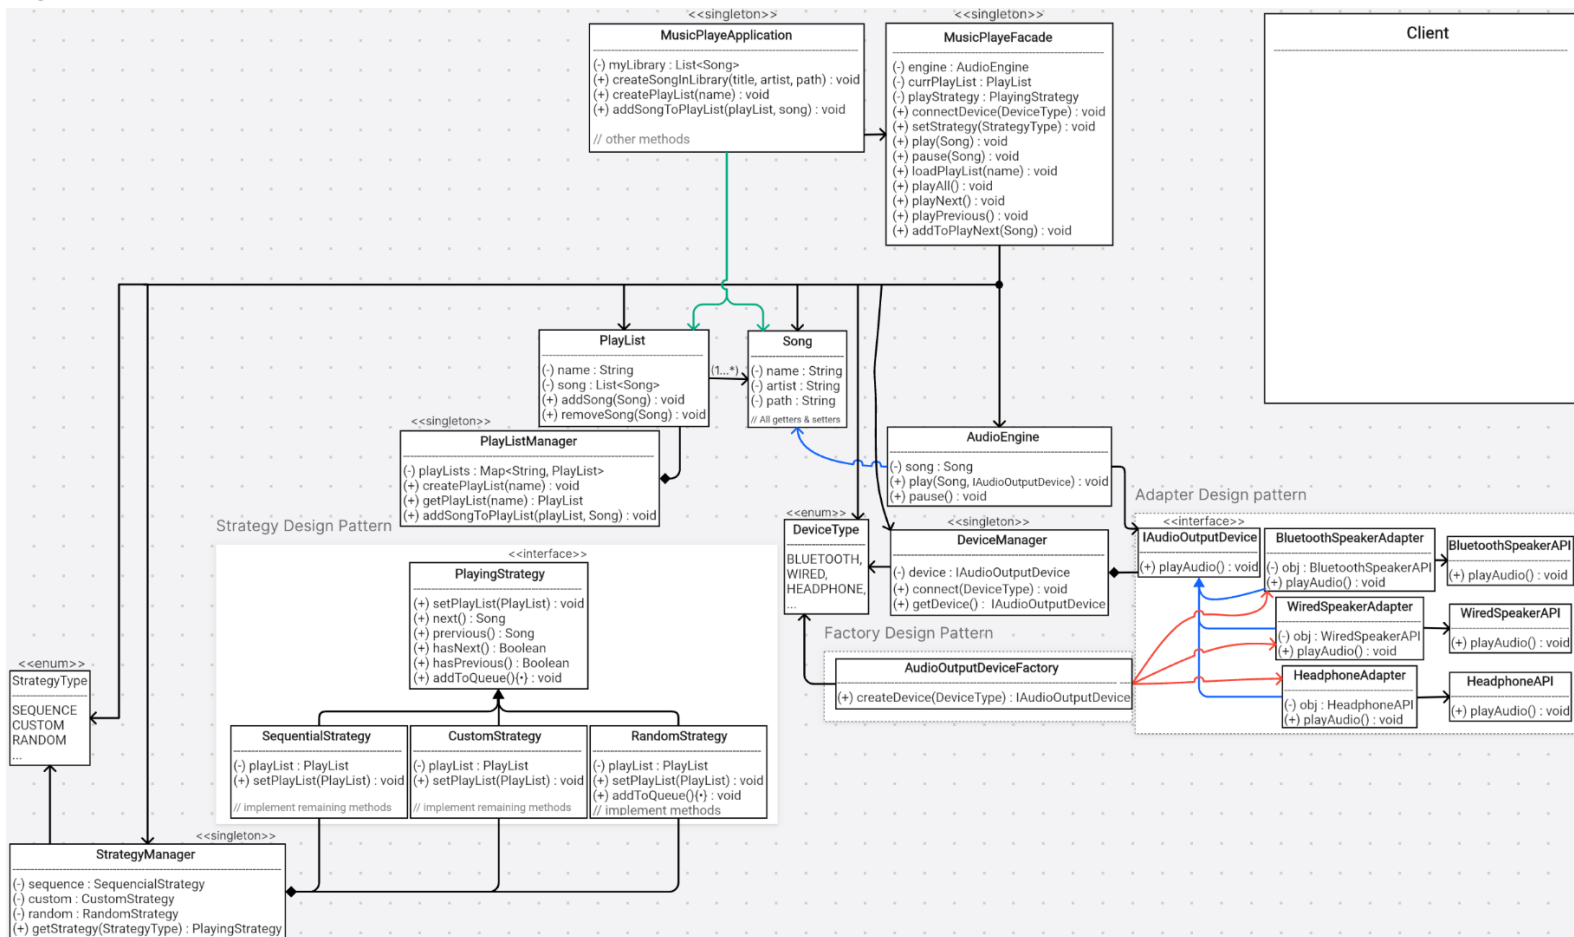 <<singleton>>
MusicPlayeApplication
(-) myLibrary : List<Song>
(+) createSongInLibrary(title, artist, path) : void
(+) createPlayList(name) : void
(+) addSongToPlayList(playList, song) : void
// other methods
<<singleton>>
MusicPlayeFacade
(-) engine : AudioEngine
(-) currPlayList : PlayList
(-) playStrategy : PlayingStrategy
(+) connectDevice(DeviceType) : void
(+) setStrategy(StrategyType) : void
(+) play(Song) : void
(+) pause(Song) : void
(+) loadPlayList(name) : void
(+) playAll() : void
(+) playNext() : void
(+) playPrevious() : void
(+) addToPlayNext(Song) : void
Client
PlayList
(-) name : String
(-) song : List<Song>
(+) addSong(Song) : void
(+) removeSong(Song) : void
(1...*)
Song
(-) name : String
(-) artist : String
(-) path : String
// All getters & setters
<<singleton>>
PlayListManager
(-) playLists : Map<String, PlayList>
(+) createPlayList(name) : void
(+) getPlayList(name) : PlayList
(+) addSongToPlayList(playList, Song) : void
AudioEngine
(-) song : Song
(+) play(Song, IAudioOutputDevice) : void
(+) pause() : void
Strategy Design Pattern
<<interface>>
PlayingStrategy
(+) setPlayList(PlayList) : void
(+) next() : Song
(+) prervious() : Song
(+) hasNext() : Boolean
(+) hasPrevious() : Boolean
(+) addToQueue(){•} : void
<<enum>>
DeviceType
BLUETOOTH,
WIRED,
HEADPHONE,
...
<<singleton>>
DeviceManager
(-) device : IAudioOutputDevice
(+) connect(DeviceType) : void
(+) getDevice() : IAudioOutputDevice
Adapter Design pattern
<<interface>>
IAudioOutputDevice
(+) playAudio() : void
BluetoothSpeakerAdapter
(-) obj : BluetoothSpeakerAPI
(+) playAudio() : void
BluetoothSpeakerAPI
(+) playAudio() : void
WiredSpeakerAdapter
(-) obj : WiredSpeakerAPI
(+) playAudio() : void
WiredSpeakerAPI
(+) playAudio() : void
HeadphoneAdapter
(-) obj : HeadphoneAPI
(+) playAudio() : void
HeadphoneAPI
(+) playAudio() : void
Factory Design Pattern
AudioOutputDeviceFactory
(+) createDevice(DeviceType) : IAudioOutputDevice
<<enum>>
StrategyType
SEQUENCE
CUSTOM
RANDOM
...
SequentialStrategy
(-) playList : PlayList
(+) setPlayList(PlayList) : void
// implement remaining methods
CustomStrategy
(-) playList : PlayList
(+) setPlayList(PlayList) : void
// implement remaining methods
RandomStrategy
(-) playList : PlayList
(+) setPlayList(PlayList) : void
(+) addToQueue(){•} : void
// implement methods
<<singleton>>
StrategyManager
(-) sequence : SequencialStrategy
(-) custom : CustomStrategy
(-) random : RandomStrategy
(+) getStrategy(StrategyType) : PlayingStrategy